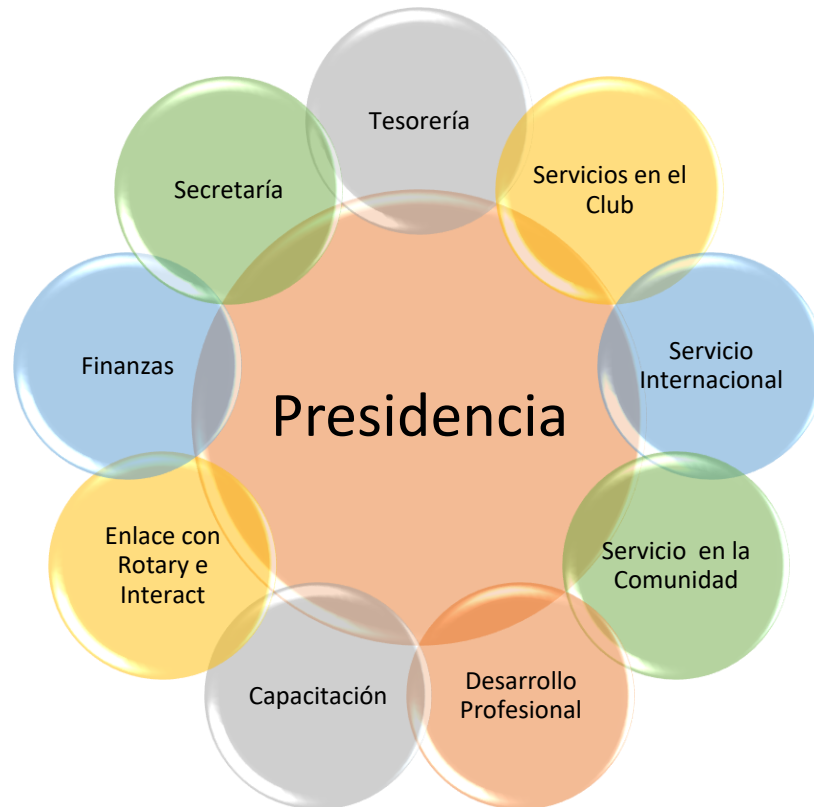 Tesorería
Servicios en el
Club
Servicio
Internacional
Servicio en la
Comunidad
Desarrollo
Profesional
Capacitación
Enlace con
Rotary e
Interact
Finanzas
Secretaría
Presidencia